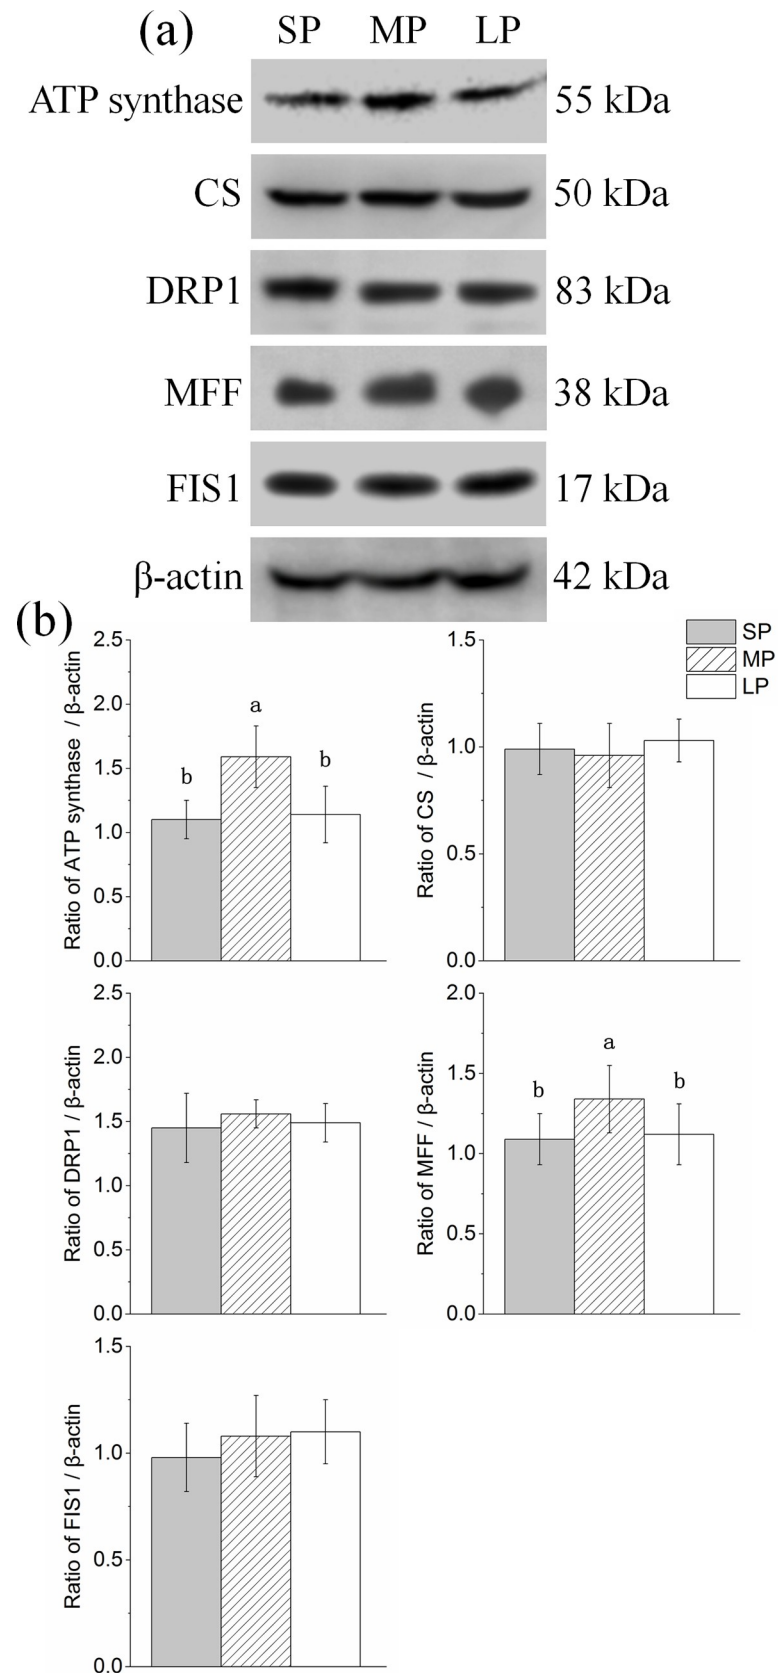 (a) SP MP LP
ATP synthase 55 kDa
CS 50 kDa
DRP1 83 kDa
MFF 38 kDa
FIS1 17 kDa
β-actin 42 kDa
(b)
SP
MP
LP
Ratio of ATP synthase / β-actin
2.5
2.0
1.5
1.0
0.5
0.0
b
a
b
Ratio of CS / β-actin
1.5
1.0
0.5
0.0
Ratio of DRP1 / β-actin
2.5
2.0
1.5
1.0
0.5
0.0
Ratio of MFF / β-actin
2.0
1.5
1.0
0.5
0.0
b
a
b
Ratio of FIS1 / β-actin
1.5
1.0
0.5
0.0